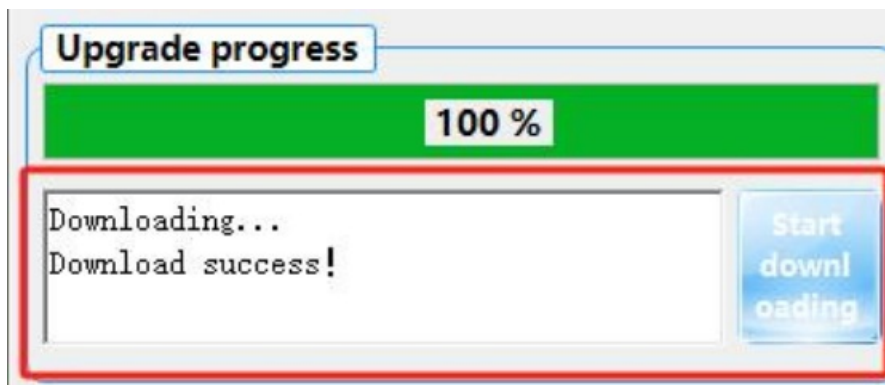 Upgrade progress
100 %
Downloading...
Download success!
Start
downl
oading